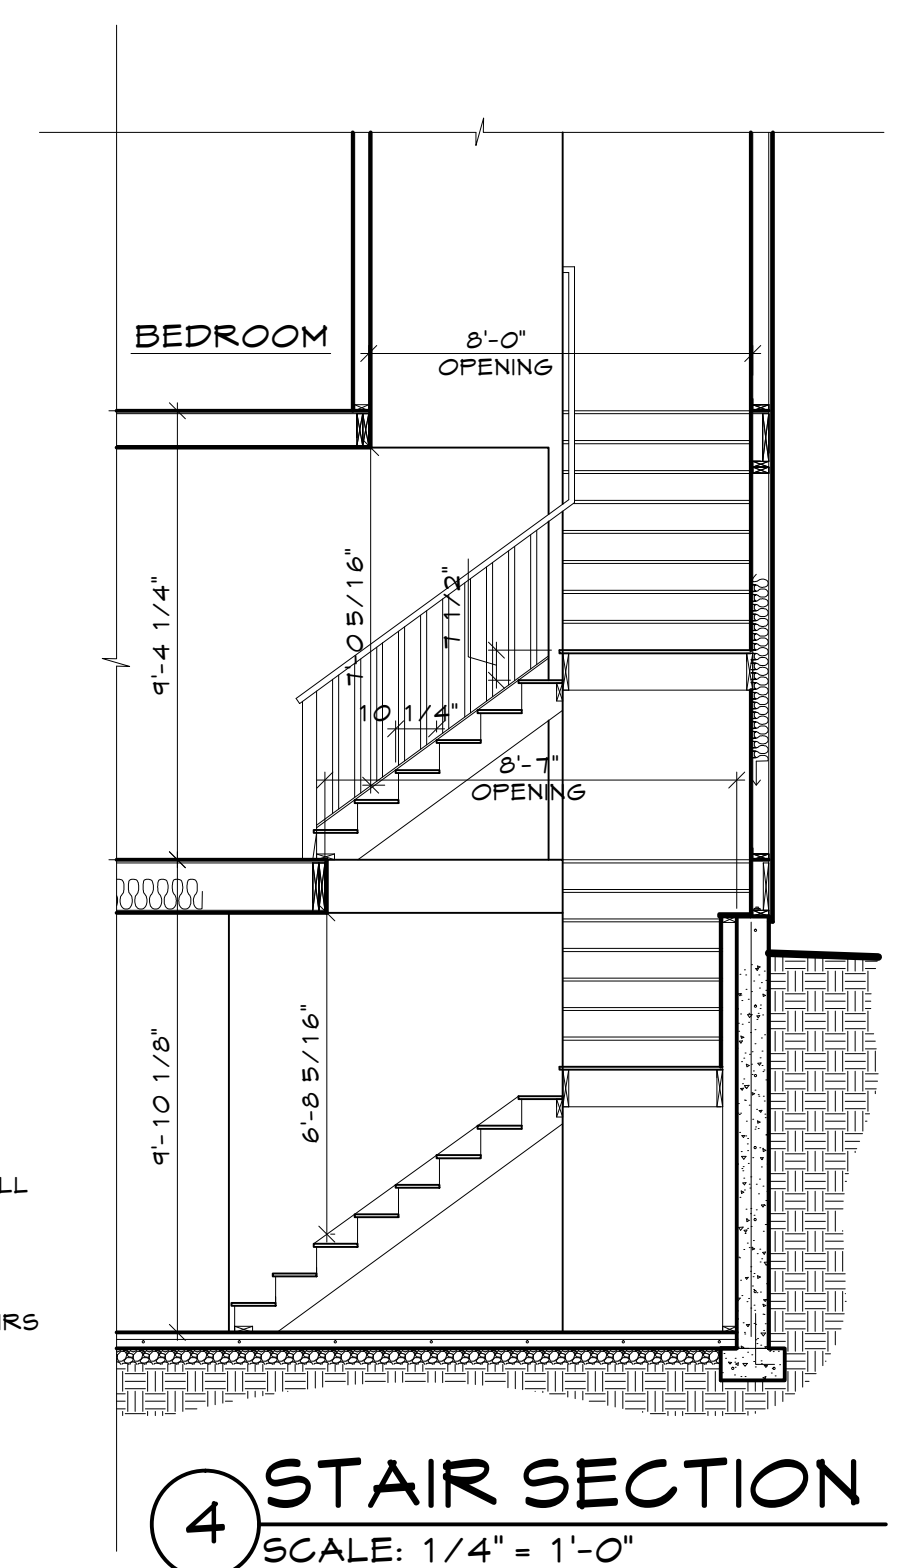 BEDROOM
8'-0"
OPENING
9'-4 1/4"
7'-0 5/16"
7 1/2"
10 1/4"
8'-7"
OPENING
9'-10 1/8"
6'-8 5/16"
LL
IRS
4
STAIR SECTION
SCALE: 1/4" = 1'-0"